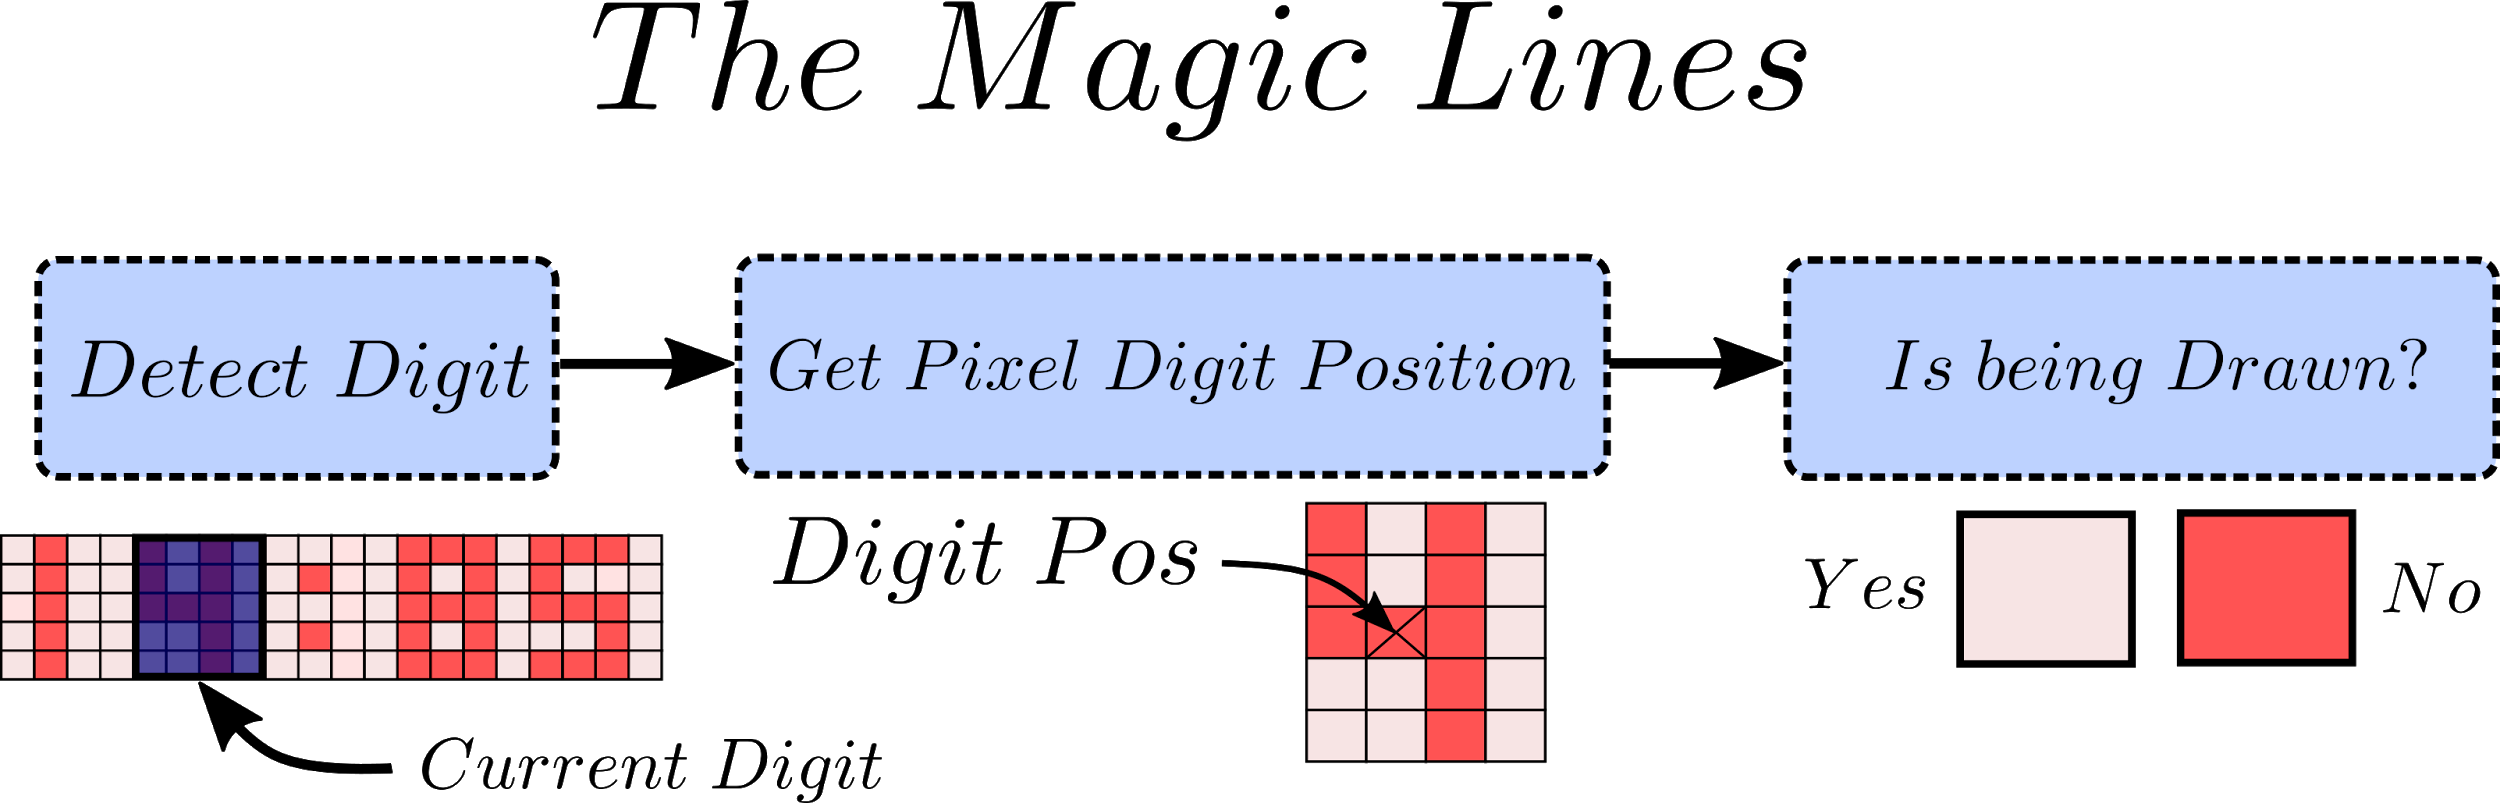 The Magic Lines
Detect Digit
Get Pixel Digit Position
Is being Drawn?
Digit Pos
Yes
No
Current Digit